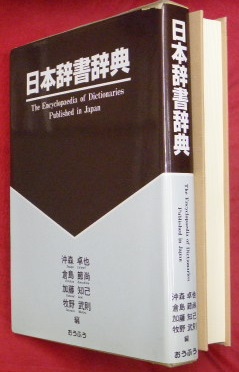 日本辞書辞典
The Encyclopaedia of Dictionaries
Published in Japan
沖森 卓也
倉島 節尚
加藤 知己
牧野 武則
編
おうふう
日本辞書辞典
The Encyclopaedia of Dictionaries
Published in Japan
沖森 卓也
倉島 節尚
加藤 知己
牧野 武則
編
おうふう